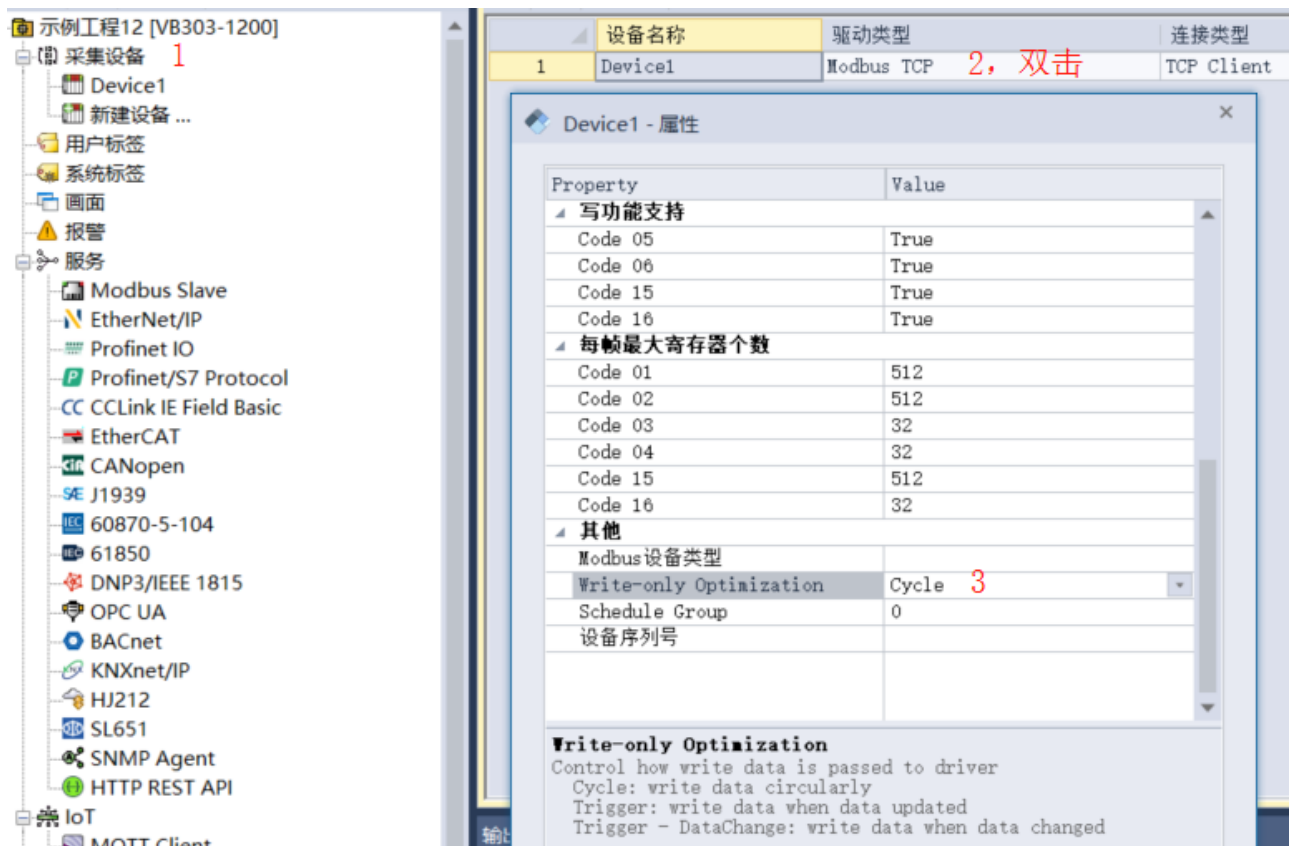 示例工程12 [VB303-1200]
采集设备 1
Device1
新建设备 ...
用户标签
系统标签
画面
报警
服务
Modbus Slave
EtherNet/IP
Profinet IO
Profinet/S7 Protocol
CC CCLink IE Field Basic
EtherCAT
CANopen
J1939
60870-5-104
61850
DNP3/IEEE 1815
OPC UA
BACnet
KNXnet/IP
HJ212
SL651
SNMP Agent
HTTP REST API
IoT
MQTT Client
设备名称 驱动类型 连接类型
1 Device1 Modbus TCP 2，双击 TCP Client
Device1 - 属性
Property Value
写功能支持
Code 05 True
Code 06 True
Code 15 True
Code 16 True
每帧最大寄存器个数
Code 01 512
Code 02 512
Code 03 32
Code 04 32
Code 15 512
Code 16 32
其他
Modbus设备类型
Write-only Optimization Cycle 3
Schedule Group 0
设备序列号
Write-only Optimization
Control how write data is passed to driver
Cycle: write data circularly
Trigger: write data when data updated
Trigger - DataChange: write data when data changed